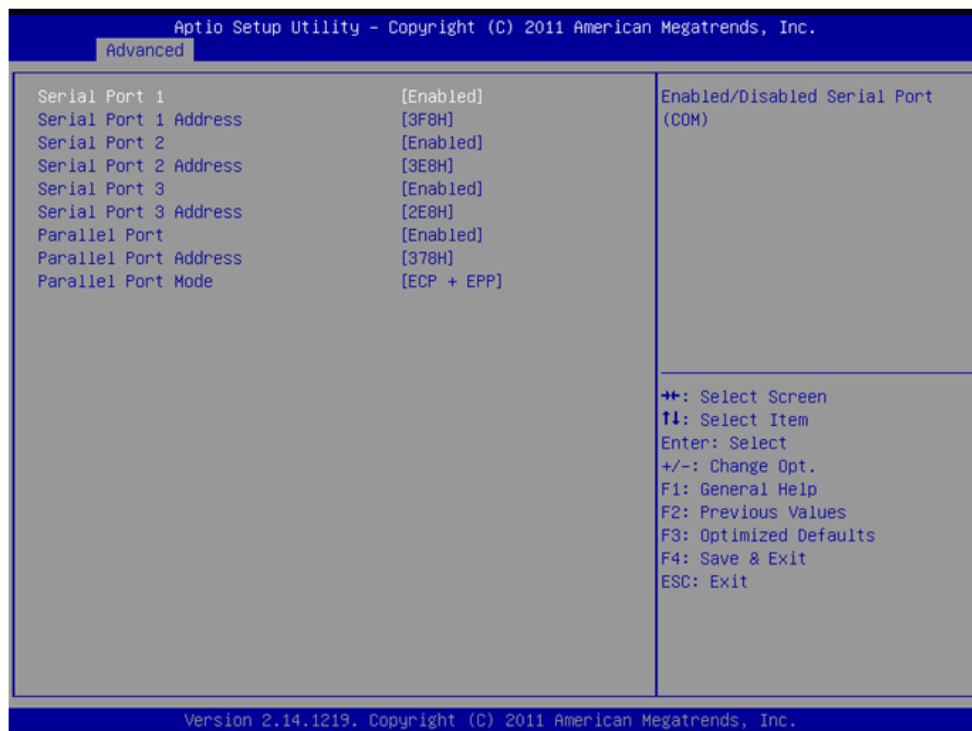 Aptio Setup Utility – Copyright (C) 2011 American Megatrends, Inc.
Advanced
Serial Port 1 [Enabled]
Serial Port 1 Address [3F8H]
Serial Port 2 [Enabled]
Serial Port 2 Address [3E8H]
Serial Port 3 [Enabled]
Serial Port 3 Address [2E8H]
Parallel Port [Enabled]
Parallel Port Address [378H]
Parallel Port Mode [ECP + EPP]
Enabled/Disabled Serial Port
(COM)
→←: Select Screen
↑↓: Select Item
Enter: Select
+/-: Change Opt.
F1: General Help
F2: Previous Values
F3: Optimized Defaults
F4: Save & Exit
ESC: Exit
Version 2.14.1219. Copyright (C) 2011 American Megatrends, Inc.